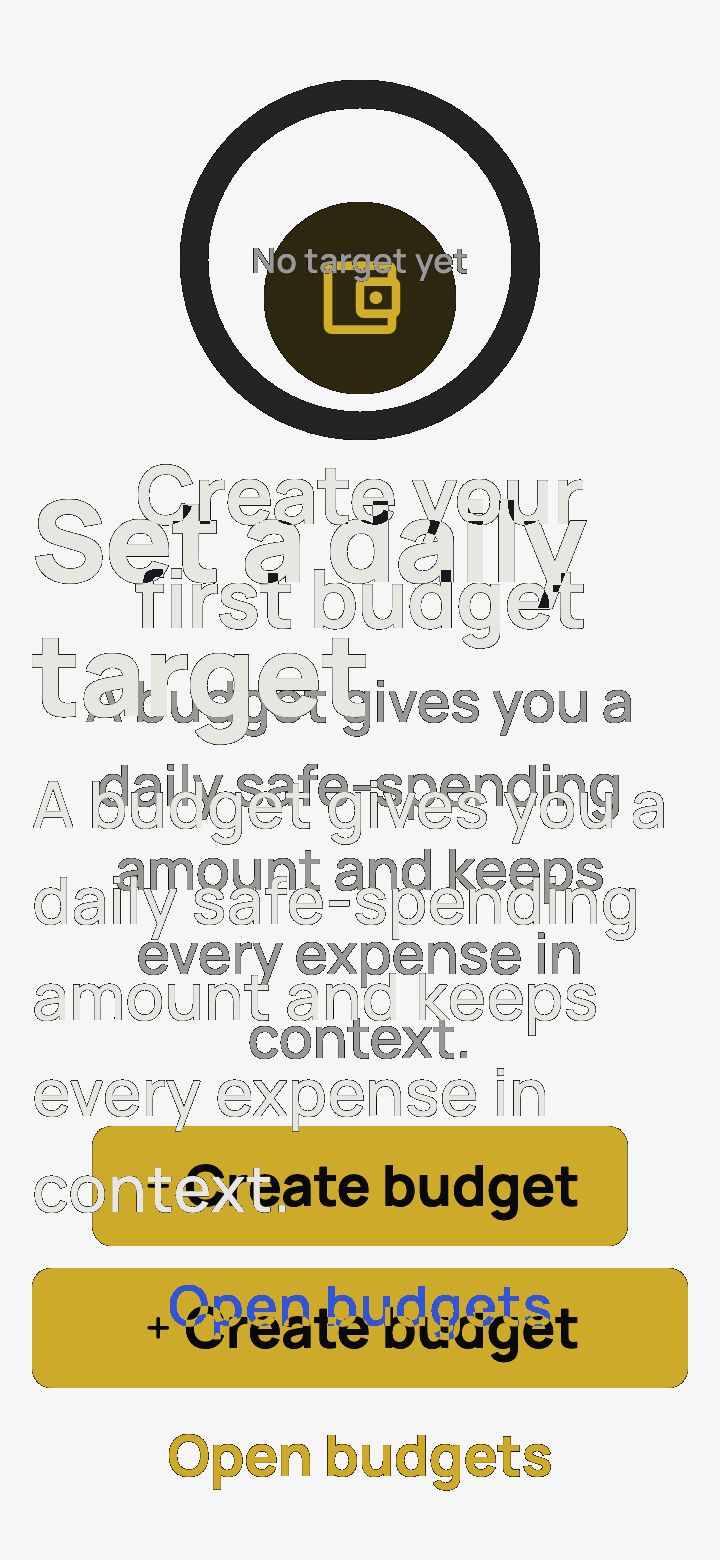 No target yet
Create your
first budget
Set a daily
target
A budget gives you a
daily safe-spending
amount and keeps
every expense in
context.
A budget gives you a
daily safe-spending
amount and keeps
every expense in
context.
+ Create budget
Open budgets
+ Create budget
Open budgets